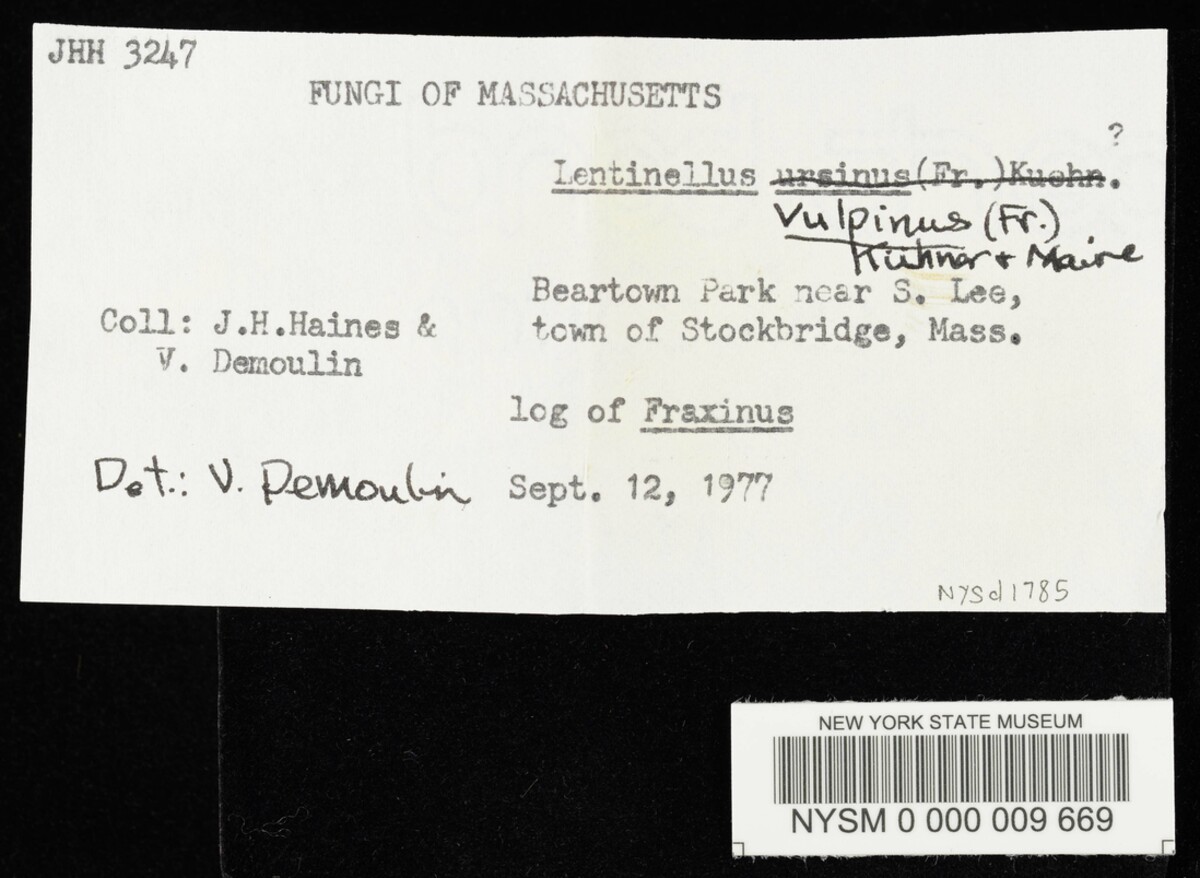 JHH 3247
FUNGI OF MASSACHUSETTS
?
Lentinellus ursinus(Fr.)Kuehn.
Vulpinus (Fr.)
Kühner + Maire
Beartown Park near S. Lee,
town of Stockbridge, Mass.
Coll: J.H.Haines &
V. Demoulin
log of Fraxinus
Det.: V. Demoulin Sept. 12, 1977
NYSd1785
NEW YORK STATE MUSEUM
NYSM 0 000 009 669